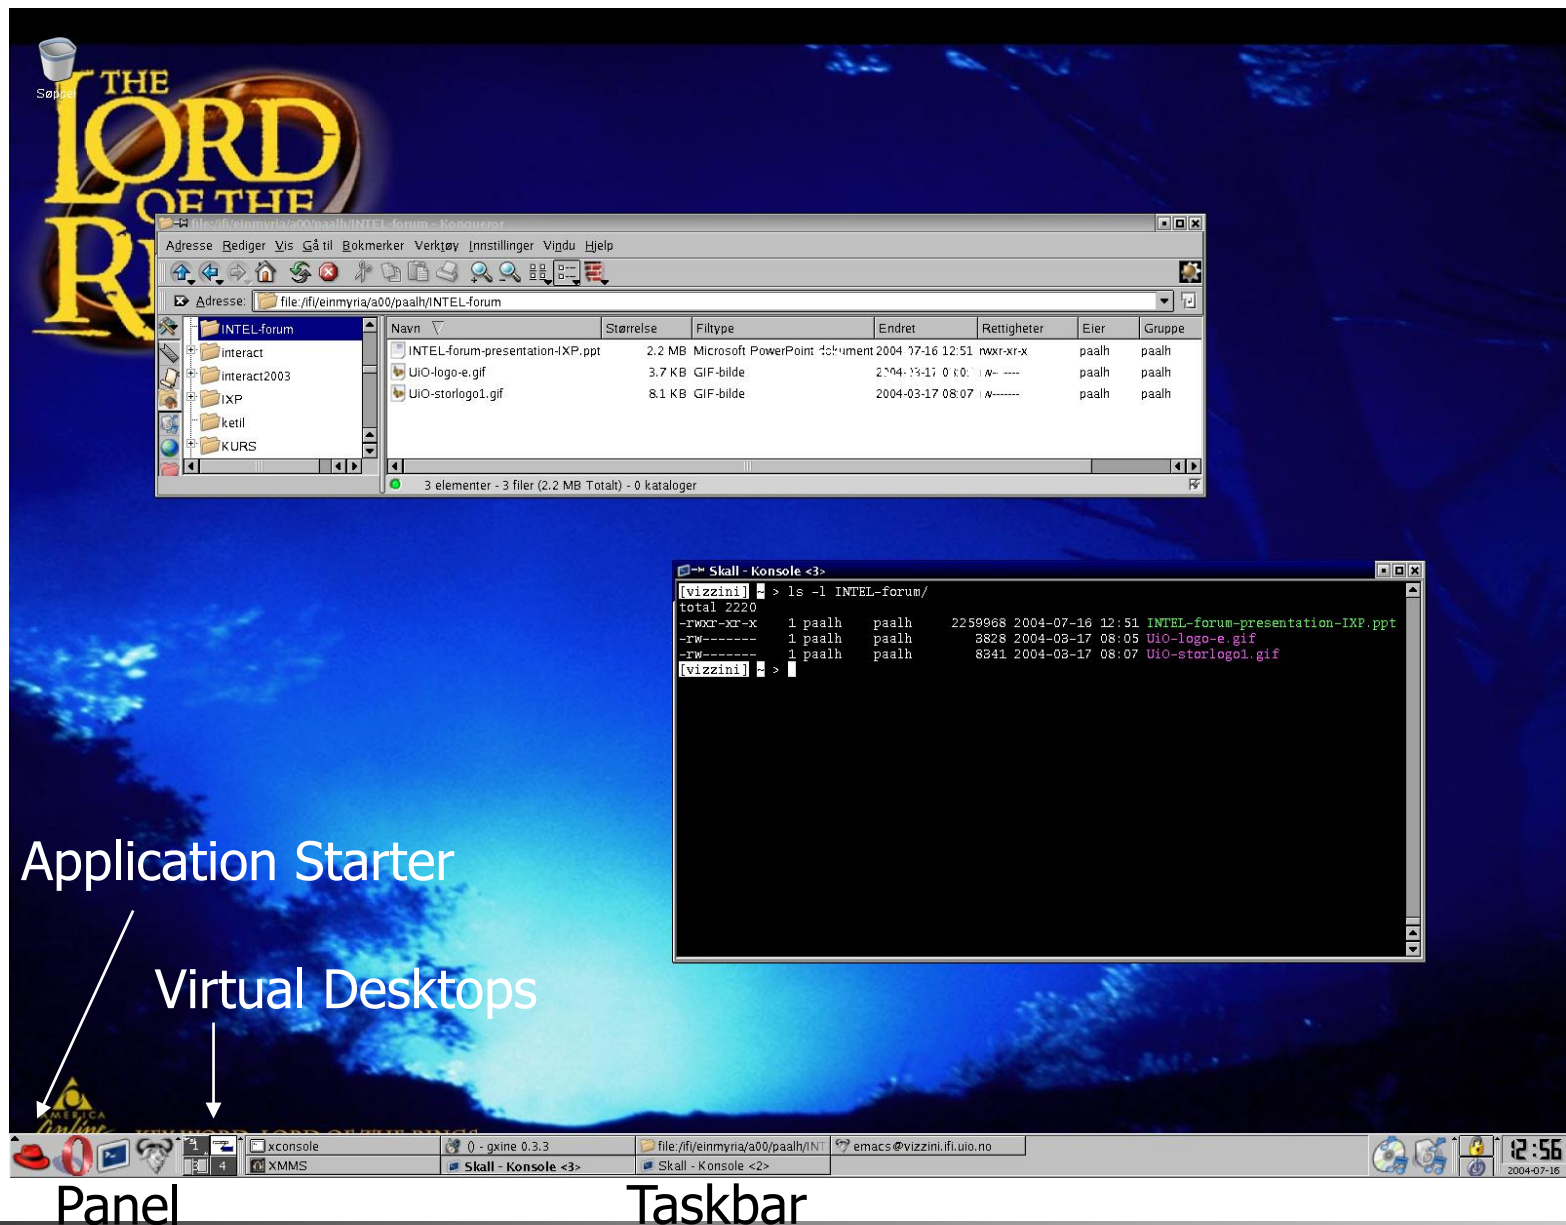 Søppel
THE
LORD
OF THE
file:/ifi/einmyria/a00/paalh/INTEL-forum - Konqueror
Adresse Rediger Vis Gå til Bokmerker Verktøy Innstillinger Vindu Hjelp
Adresse: file:/ifi/einmyria/a00/paalh/INTEL-forum
INTEL-forum
interact
interact2003
IXP
ketil
KURS
Navn Størrelse Filtype Endret Rettigheter Eier Gruppe
INTEL-forum-presentation-IXP.ppt 2.2 MB Microsoft PowerPoint dokument 2004-07-16 12:51 rwxr-xr-x paalh paalh
UiO-logo-e.gif 3.7 KB GIF-bilde paalh paalh
UiO-storlogo1.gif 8.1 KB GIF-bilde 2004-03-17 08:07 rw------- paalh paalh
3 elementer - 3 filer (2.2 MB Totalt) - 0 kataloger
Skall - Konsole <3>
[vizzini] ~ > ls -l INTEL-forum/
total 2220
-rwxr-xr-x 1 paalh paalh 2259968 2004-07-16 12:51 INTEL-forum-presentation-IXP.ppt
-rw------- 1 paalh paalh 3828 2004-03-17 08:05 UiO-logo-e.gif
-rw------- 1 paalh paalh 8341 2004-03-17 08:07 UiO-storlogo1.gif
[vizzini] ~ >
Application Starter
Virtual Desktops
AMERICA
Online
1
4
xconsole
XMMS
() - gxine 0.3.3
Skall - Konsole <3>
file:/ifi/einmyria/a00/paalh/INT
Skall - Konsole <2>
emacs@vizzini.ifi.uio.no
12:56
2004-07-16
Panel
Taskbar